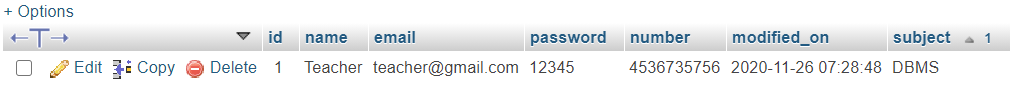 + Options
←T→ id name email password number modified_on subject 1
Edit Copy Delete 1 Teacher teacher@gmail.com 12345 4536735756 2020-11-26 07:28:48 DBMS